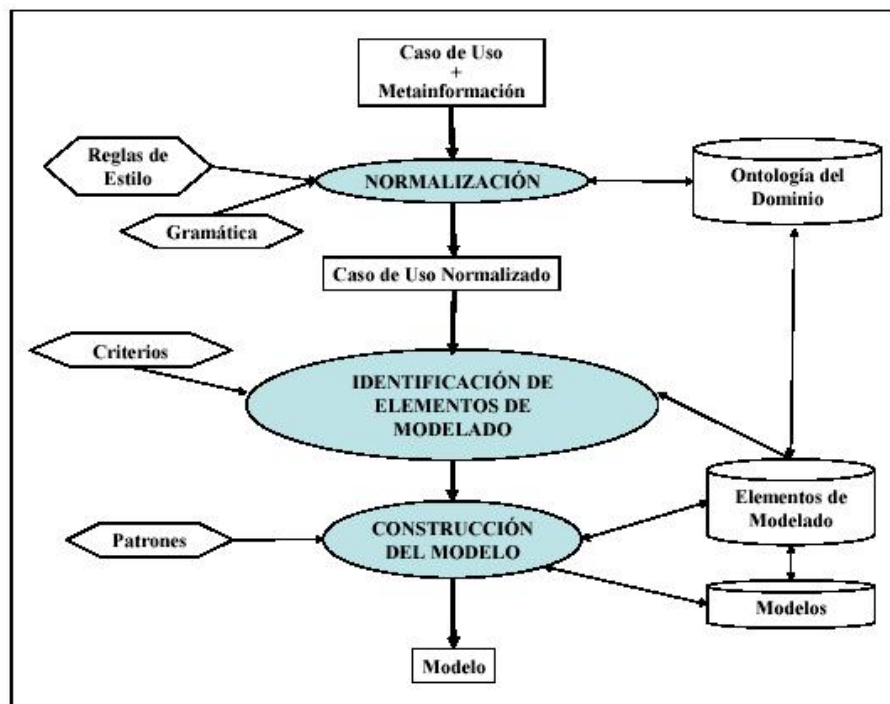 Caso de Uso
+
Metainformación
Reglas de
Estilo
NORMALIZACIÓN
Ontología del
Dominio
Gramática
Caso de Uso Normalizado
Criterios
IDENTIFICACIÓN DE
ELEMENTOS DE
MODELADO
Elementos de
Modelado
Patrones
CONSTRUCCIÓN
DEL MODELO
Modelos
Modelo